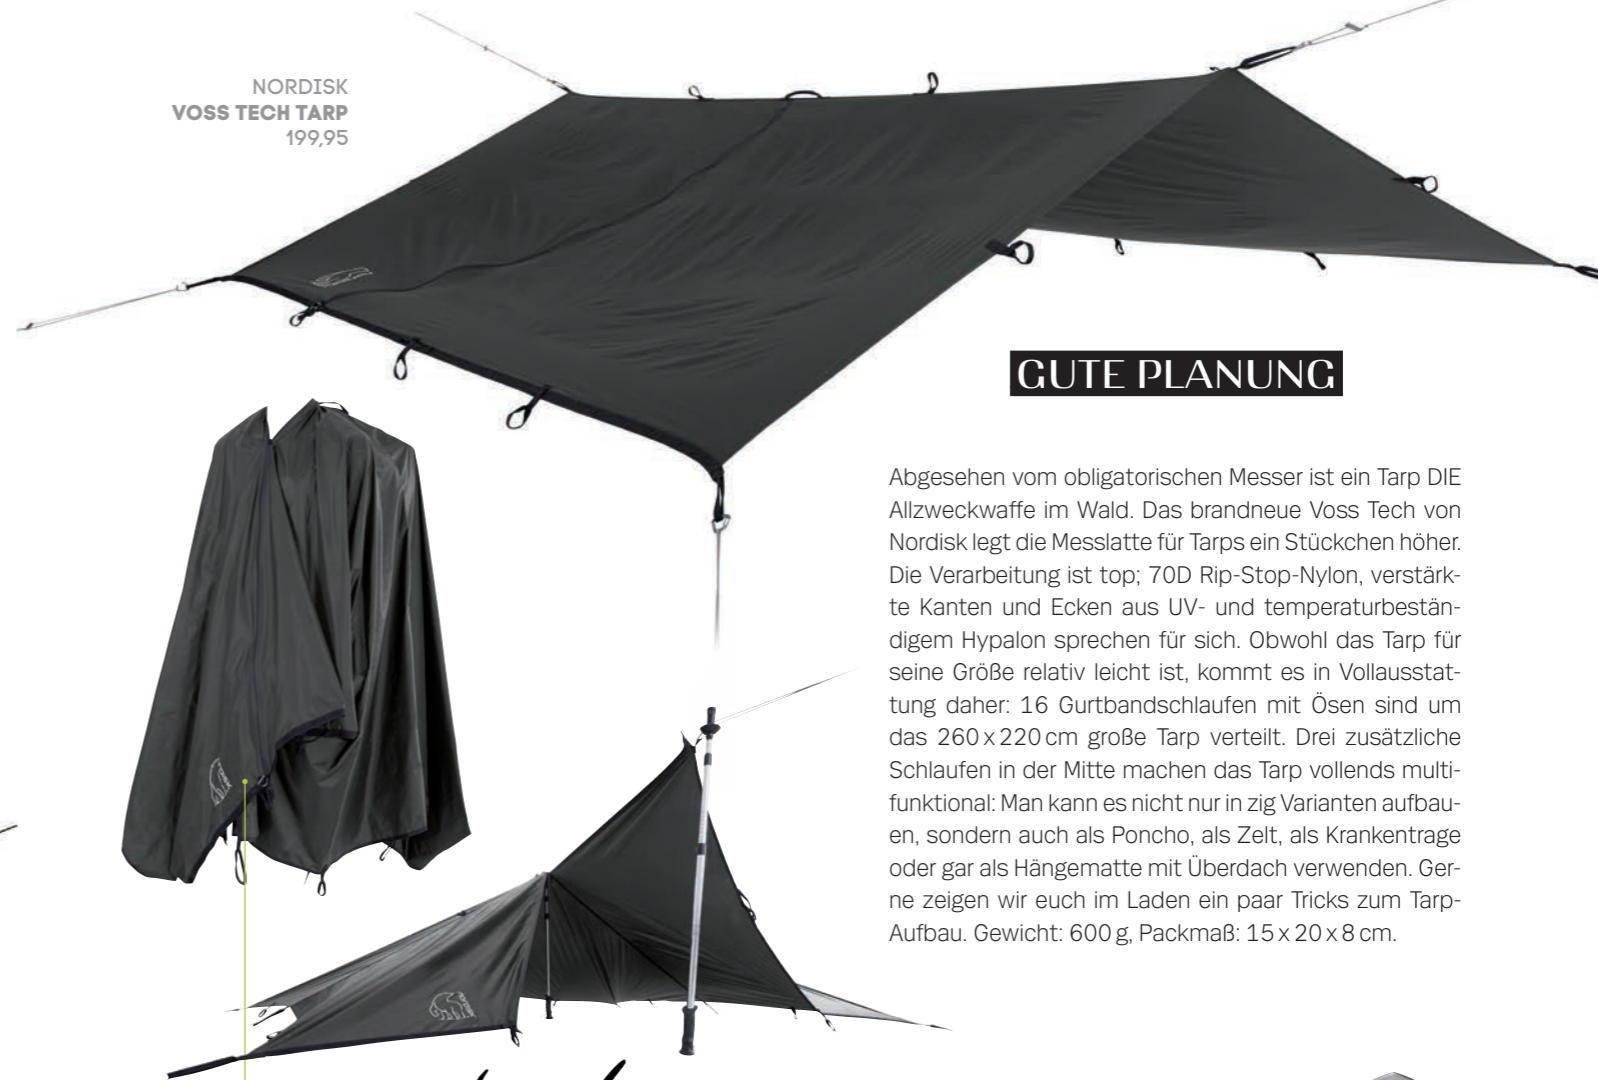 NORDISK
VOSS TECH TARP
199,95
GUTE PLANUNG
Abgesehen vom obligatorischen Messer ist ein Tarp DIE
Allzweckwaffe im Wald. Das brandneue Voss Tech von
Nordisk legt die Messlatte für Tarps ein Stückchen höher.
Die Verarbeitung ist top; 70D Rip-Stop-Nylon, verstärk-
te Kanten und Ecken aus UV- und temperaturbestän-
digem Hypalon sprechen für sich. Obwohl das Tarp für
seine Größe relativ leicht ist, kommt es in Vollausstat-
tung daher: 16 Gurtbandschlaufen mit Ösen sind um
das 260 x 220 cm große Tarp verteilt. Drei zusätzliche
Schlaufen in der Mitte machen das Tarp vollends multi-
funktional: Man kann es nicht nur in zig Varianten aufbau-
en, sondern auch als Poncho, als Zelt, als Krankentrage
oder gar als Hängematte mit Überdach verwenden. Ger-
ne zeigen wir euch im Laden ein paar Tricks zum Tarp-
Aufbau. Gewicht: 600 g, Packmaß: 15 x 20 x 8 cm.
NORDISK
NORDISK